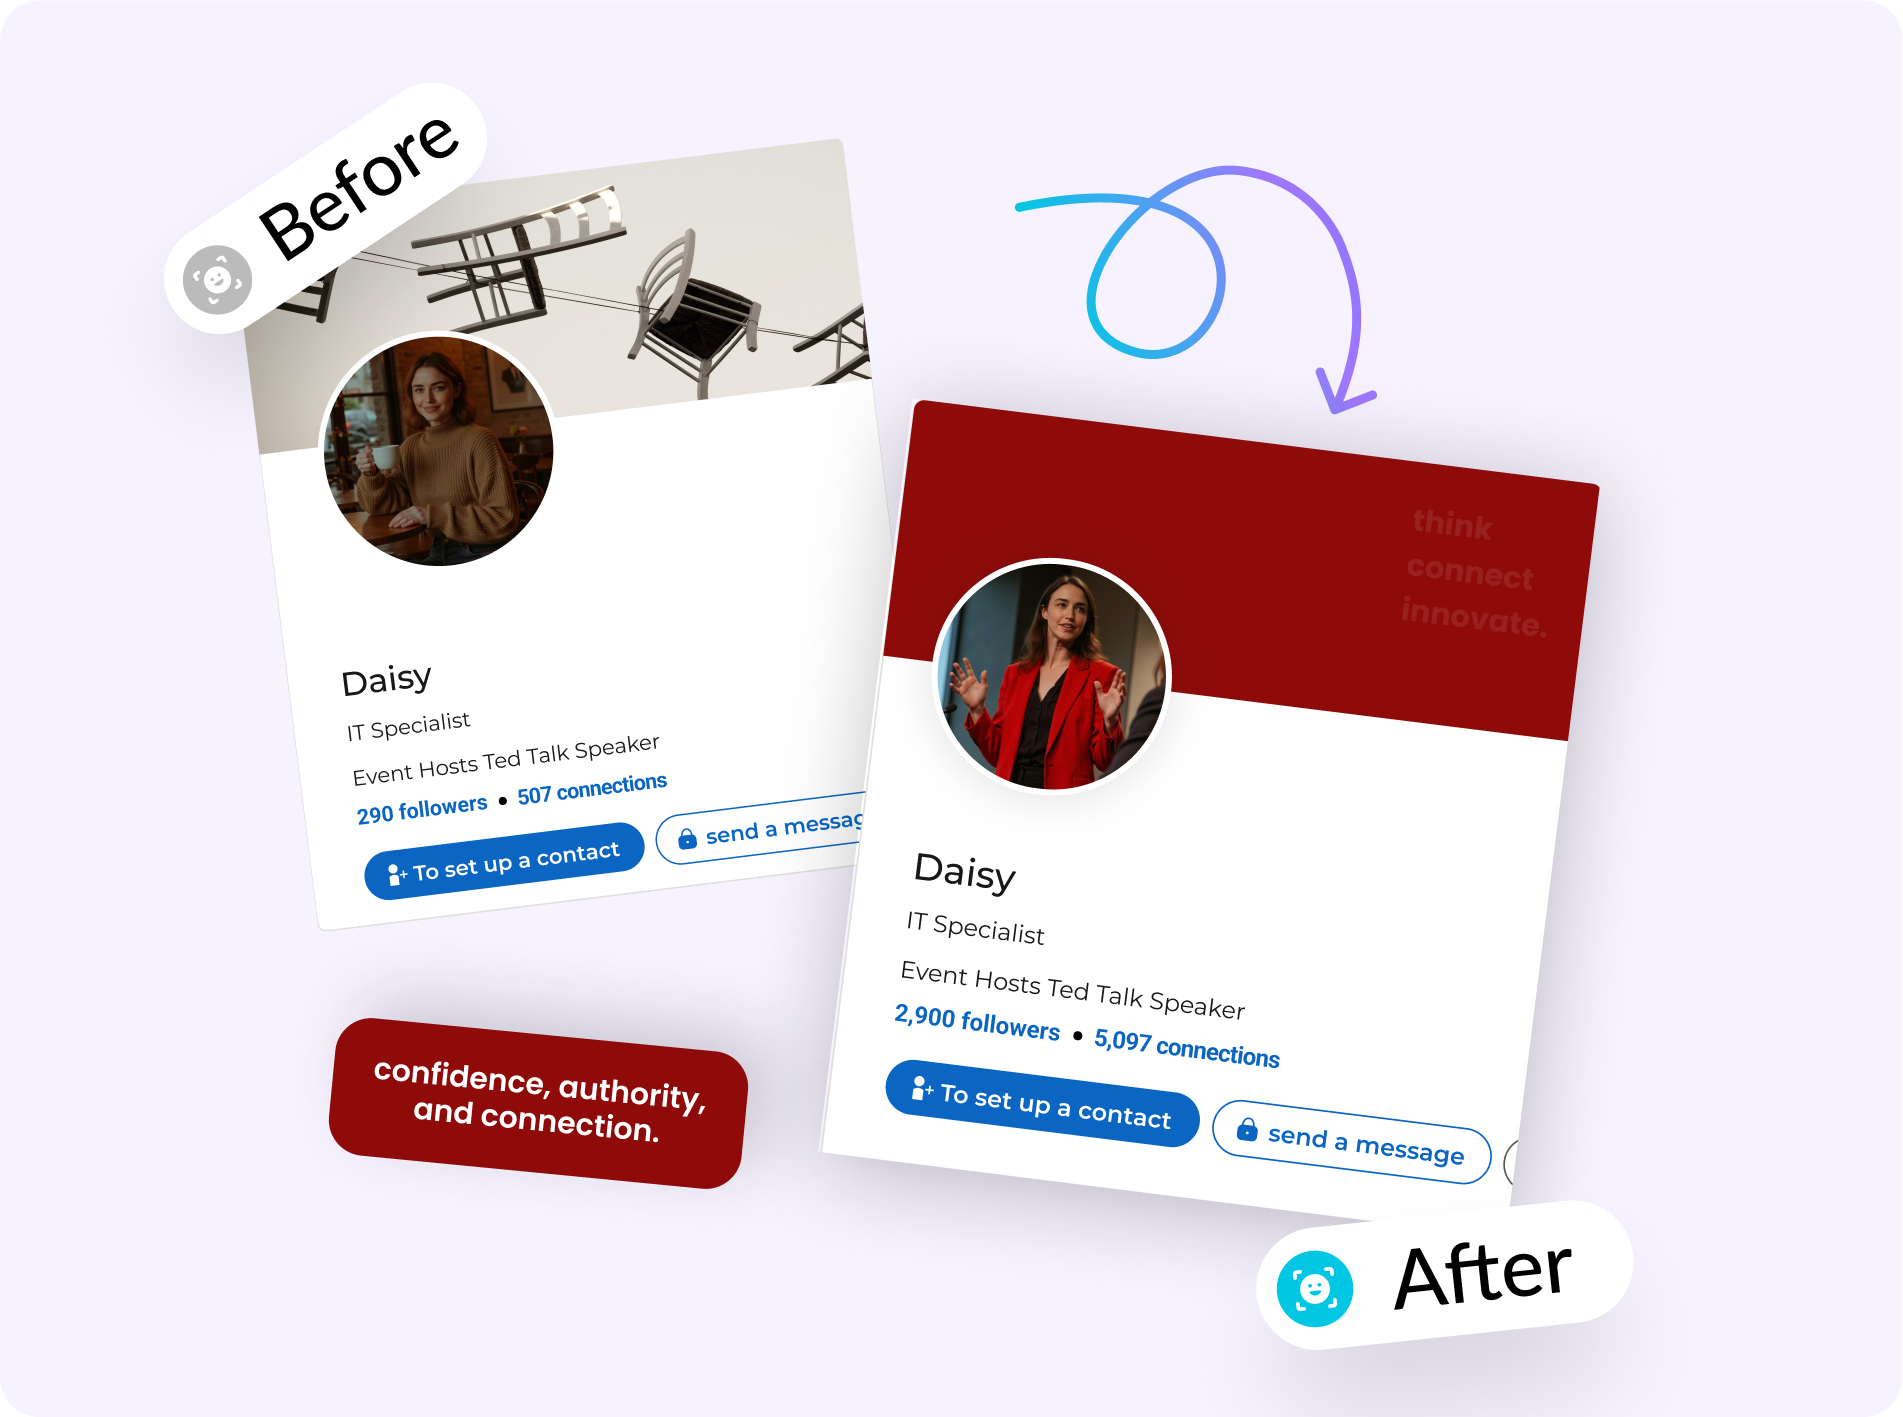 Before
Daisy
IT Specialist
Event Hosts Ted Talk Speaker
290 followers • 507 connections
To set up a contact
send a messag
think
connect
innovate.
Daisy
IT Specialist
Event Hosts Ted Talk Speaker
2,900 followers • 5,097 connections
To set up a contact
send a message
confidence, authority,
and connection.
After